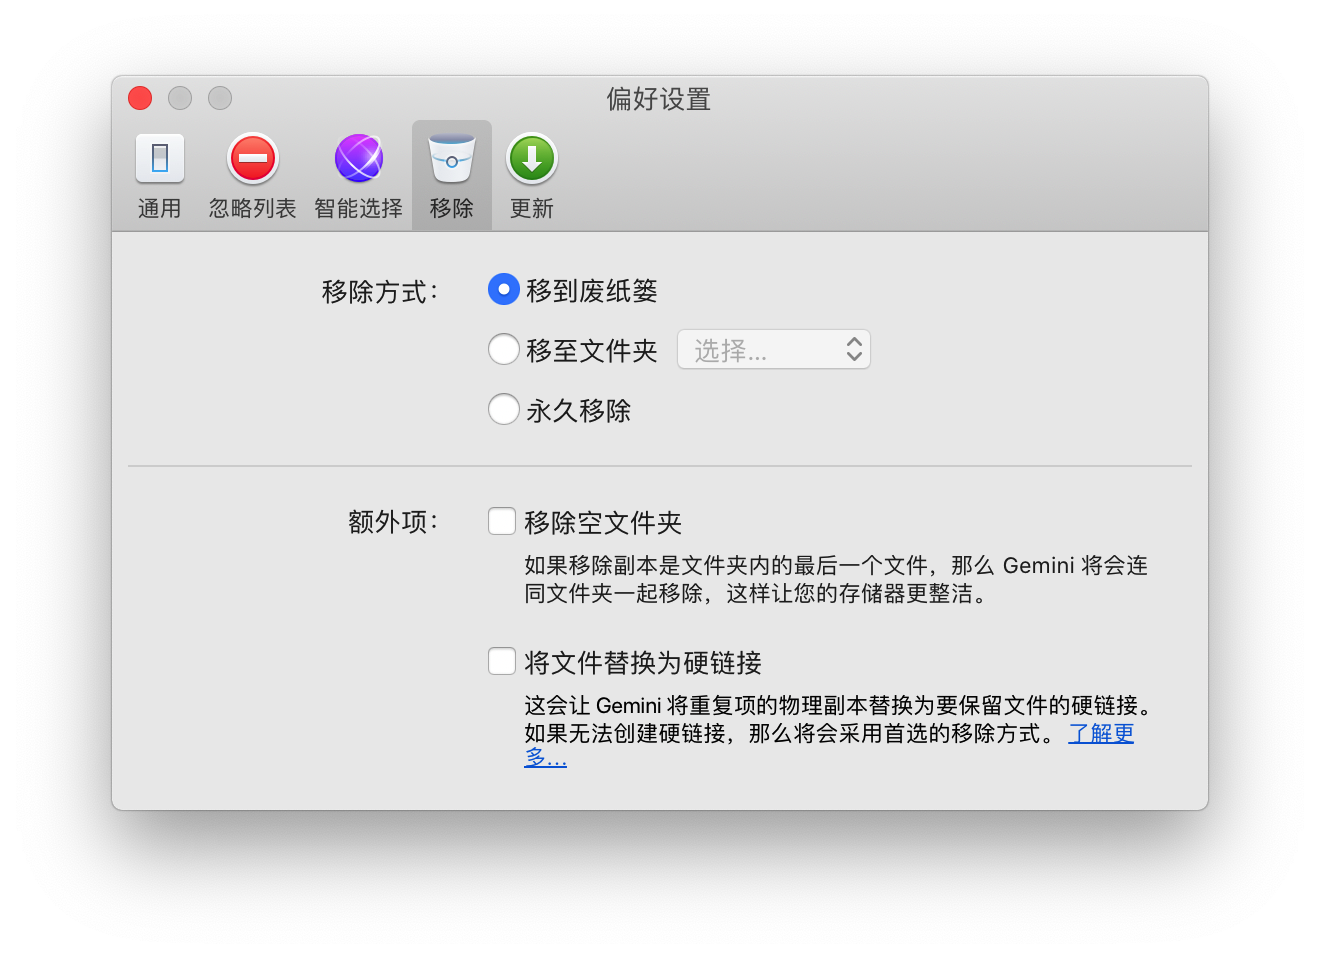 偏好设置
通用 忽略列表 智能选择 移除 更新
移除方式： 移到废纸篓
移至文件夹 选择...
永久移除
额外项： 移除空文件夹
如果移除副本是文件夹内的最后一个文件，那么 Gemini 将会连
同文件夹一起移除，这样让您的存储器更整洁。
将文件替换为硬链接
这会让 Gemini 将重复项的物理副本替换为要保留文件的硬链接。
如果无法创建硬链接，那么将会采用首选的移除方式。 了解更
多...